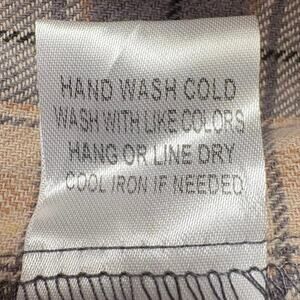 HAND WASH COLD
WASH WITH LIKE COLORS
HANG OR LINE DRY
COOL IRON IF NEEDED